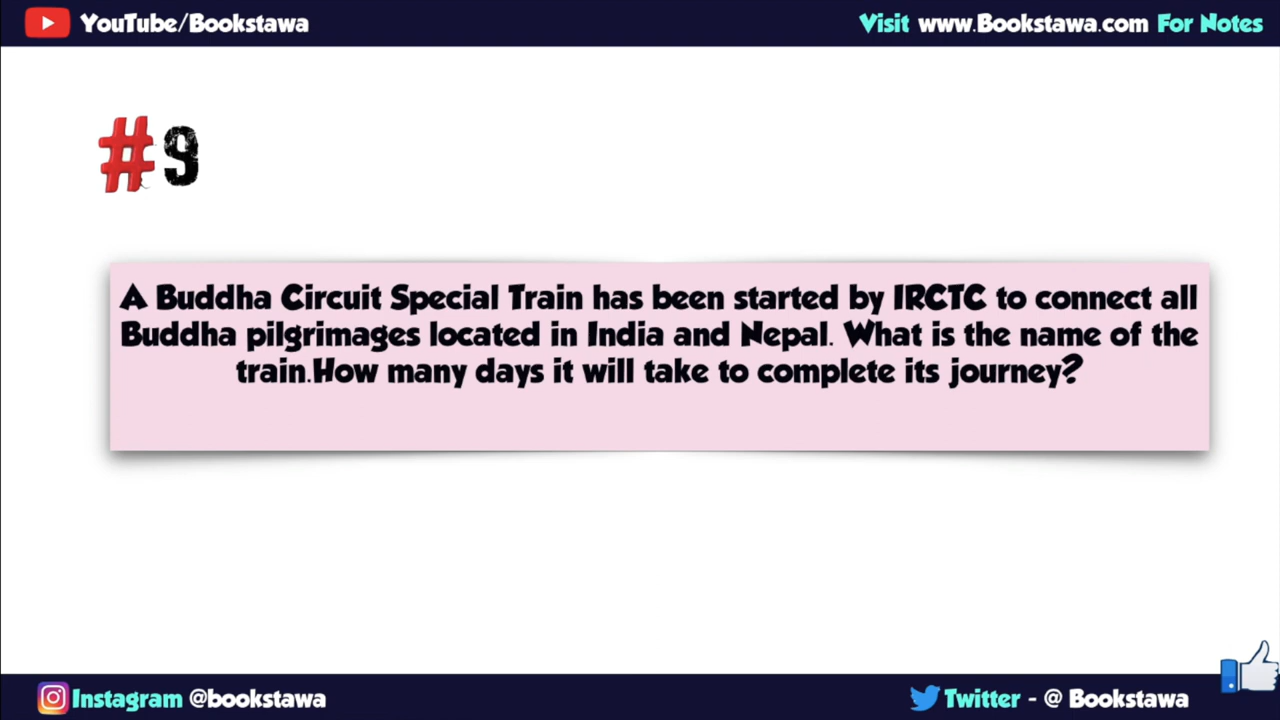 YouTube/Bookstawa
Visit www.Bookstawa.com For Notes
#9
A Buddha Circuit Special Train has been started by IRCTC to connect all
Buddha pilgrimages located in India and Nepal. What is the name of the
train.How many days it will take to complete its journey?
Instagram @bookstawa
Twitter - @ Bookstawa